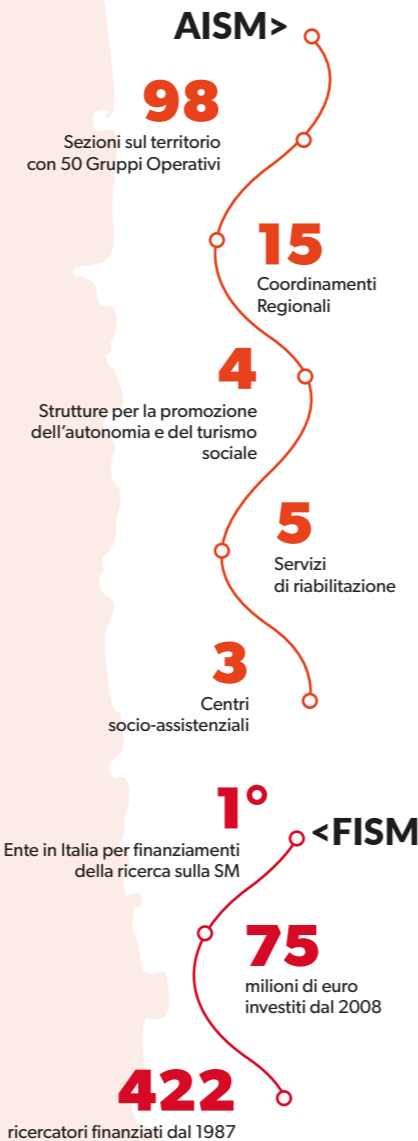 AISM>
98
Sezioni sul territorio
con 50 Gruppi Operativi
15
Coordinamenti
Regionali
4
Strutture per la promozione
dell’autonomia e del turismo
sociale
5
Servizi
di riabilitazione
3
Centri
socio-assistenziali
<FISM
1°
Ente in Italia per finanziamenti
della ricerca sulla SM
75
milioni di euro
investiti dal 2008
422
ricercatori finanziati dal 1987